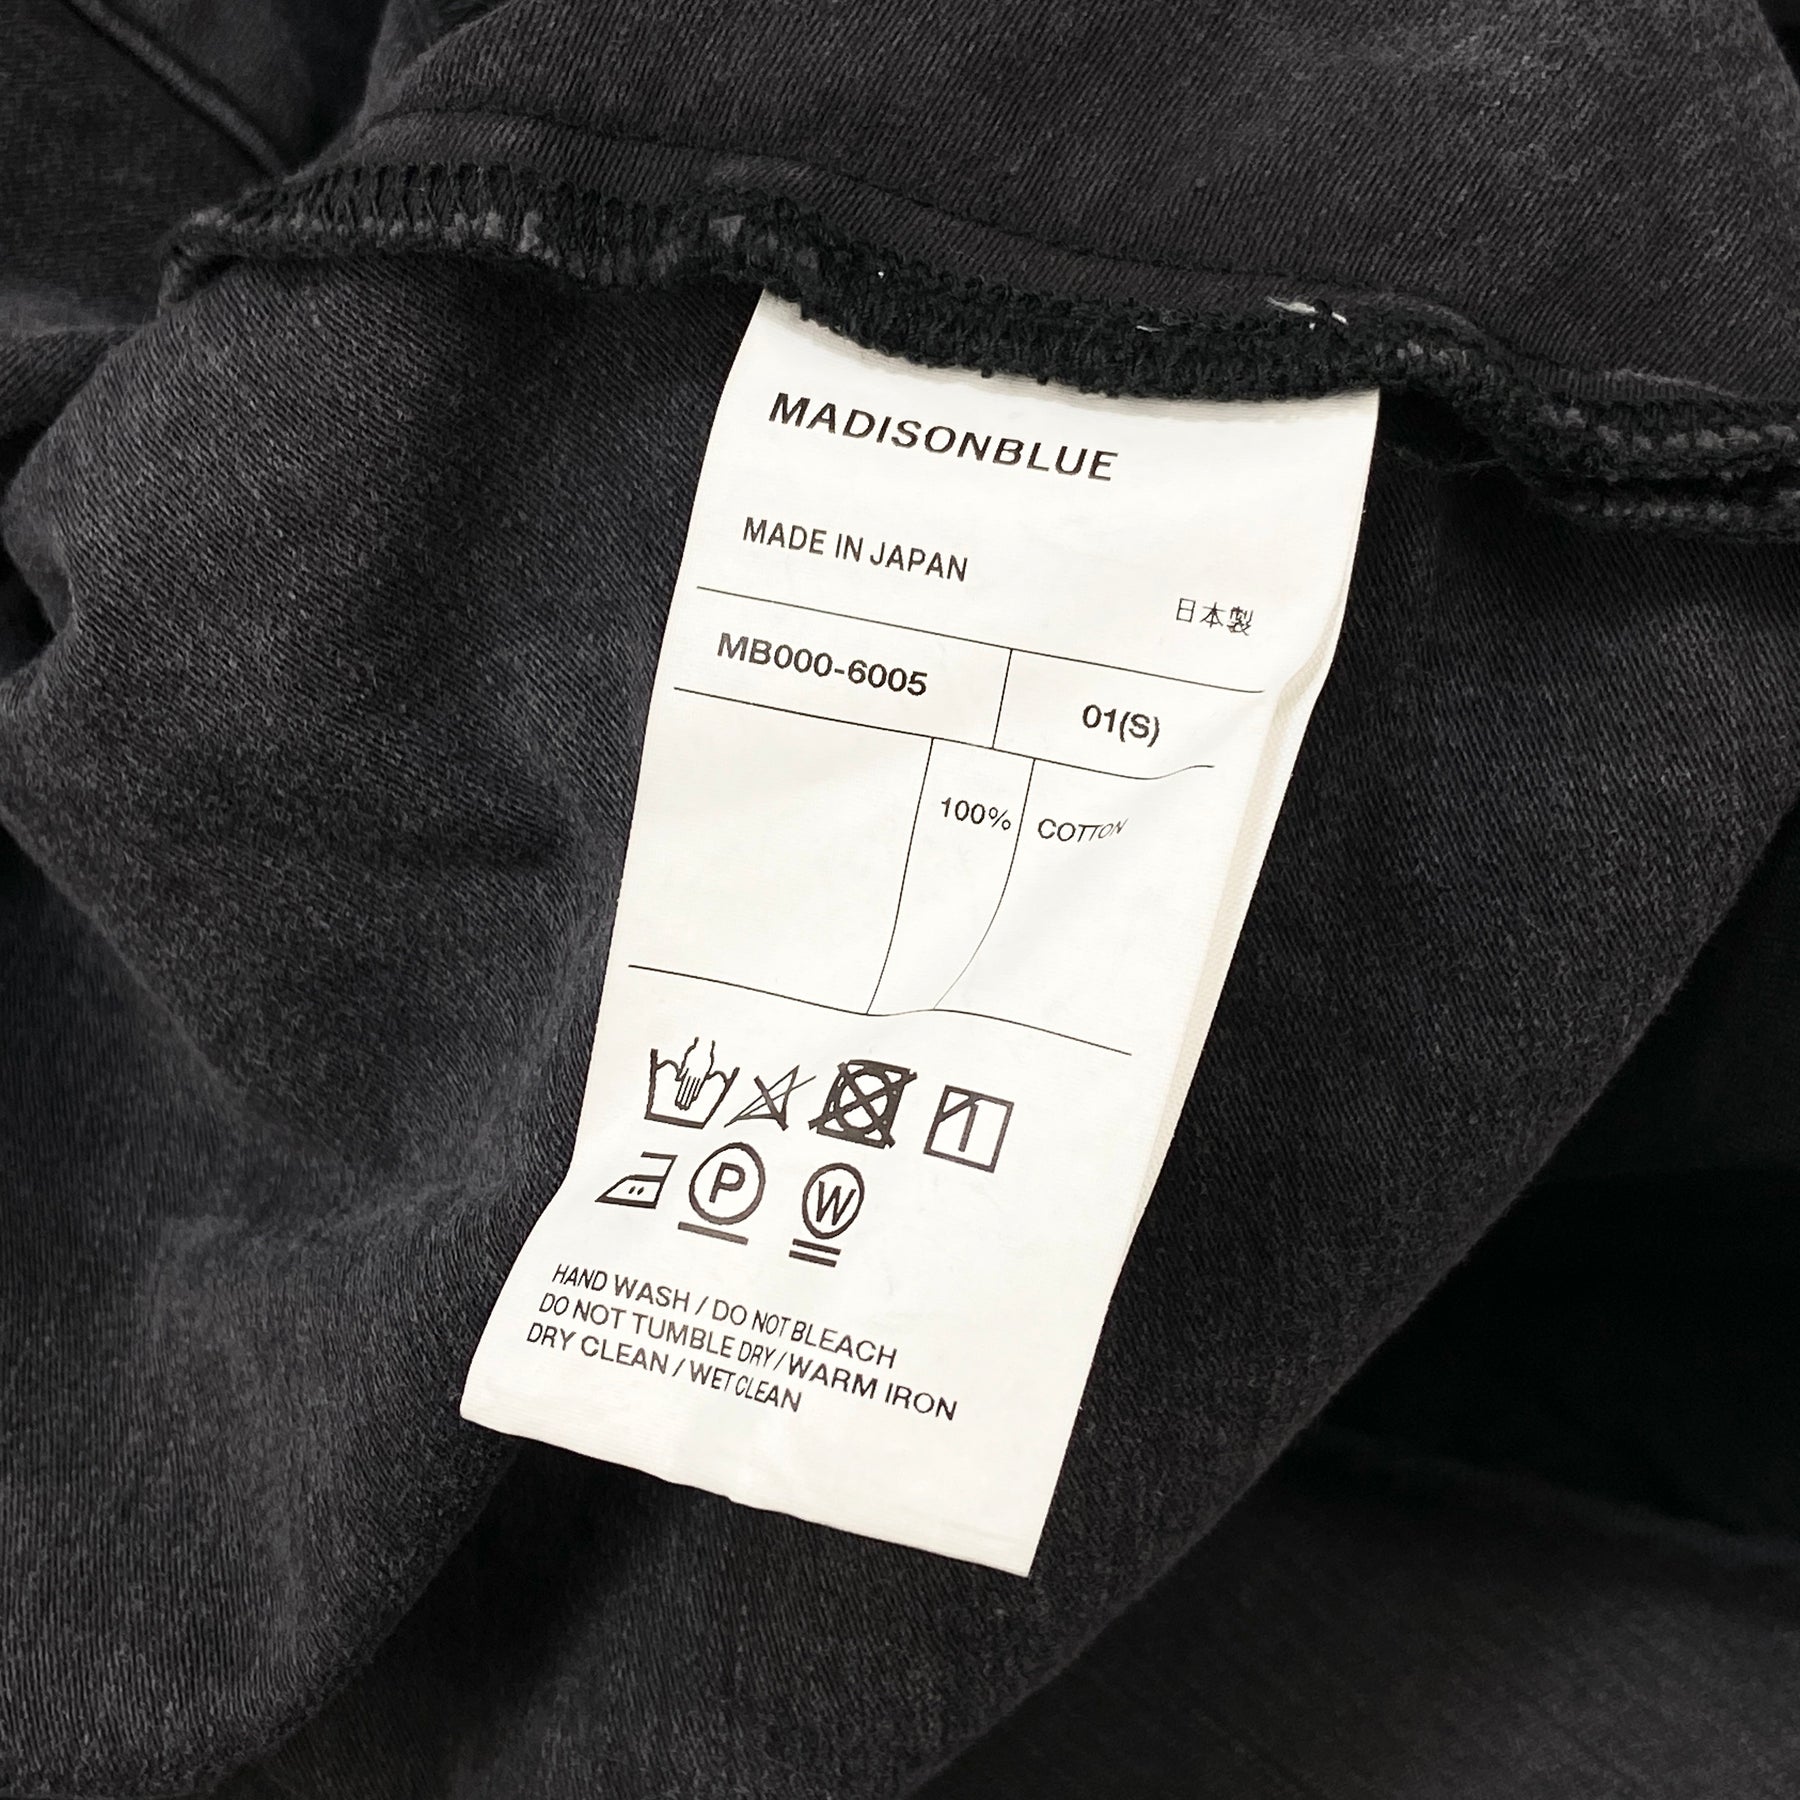 MADISONBLUE
MADE IN JAPAN
日本製
MB000-6005 01(S)
100% COTTON
P W
HAND WASH / DO NOT BLEACH
DO NOT TUMBLE DRY / WARM IRON
DRY CLEAN / WET CLEAN